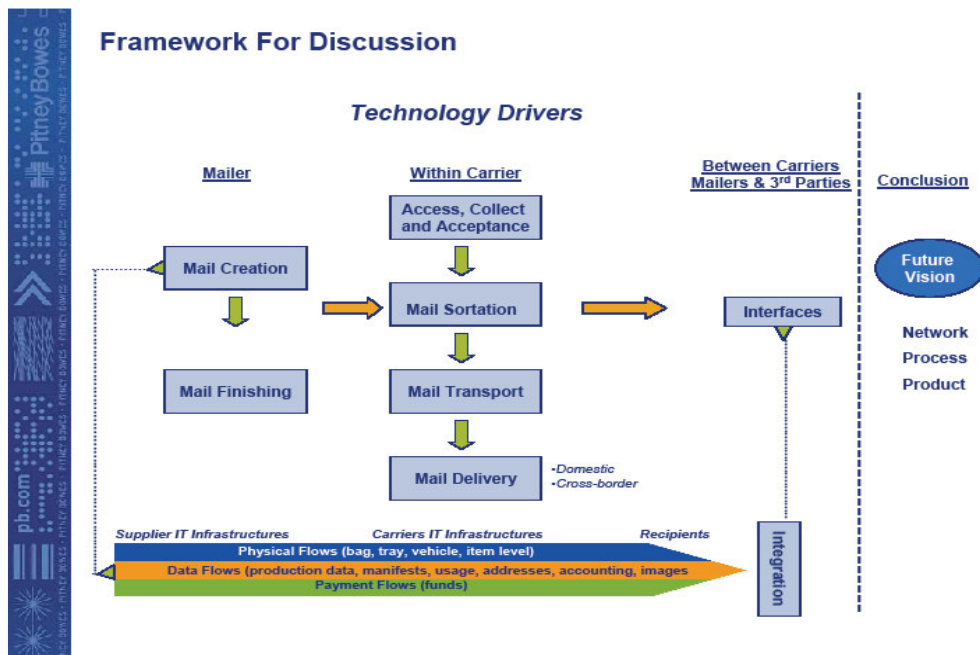 Framework For Discussion
Technology Drivers
Mailer
Within Carrier
Between Carriers
Mailers & 3rd Parties
Conclusion
Access, Collect
and Acceptance
Mail Creation
Mail Sortation
Interfaces
Future
Vision
Network
Process
Product
Mail Finishing
Mail Transport
Mail Delivery
•Domestic
•Cross-border
Supplier IT Infrastructures
Carriers IT Infrastructures
Recipients
Physical Flows (bag, tray, vehicle, item level)
Data Flows (production data, manifests, usage, addresses, accounting, images
Payment Flows (funds)
Integration
PitneyBowes
pb.com